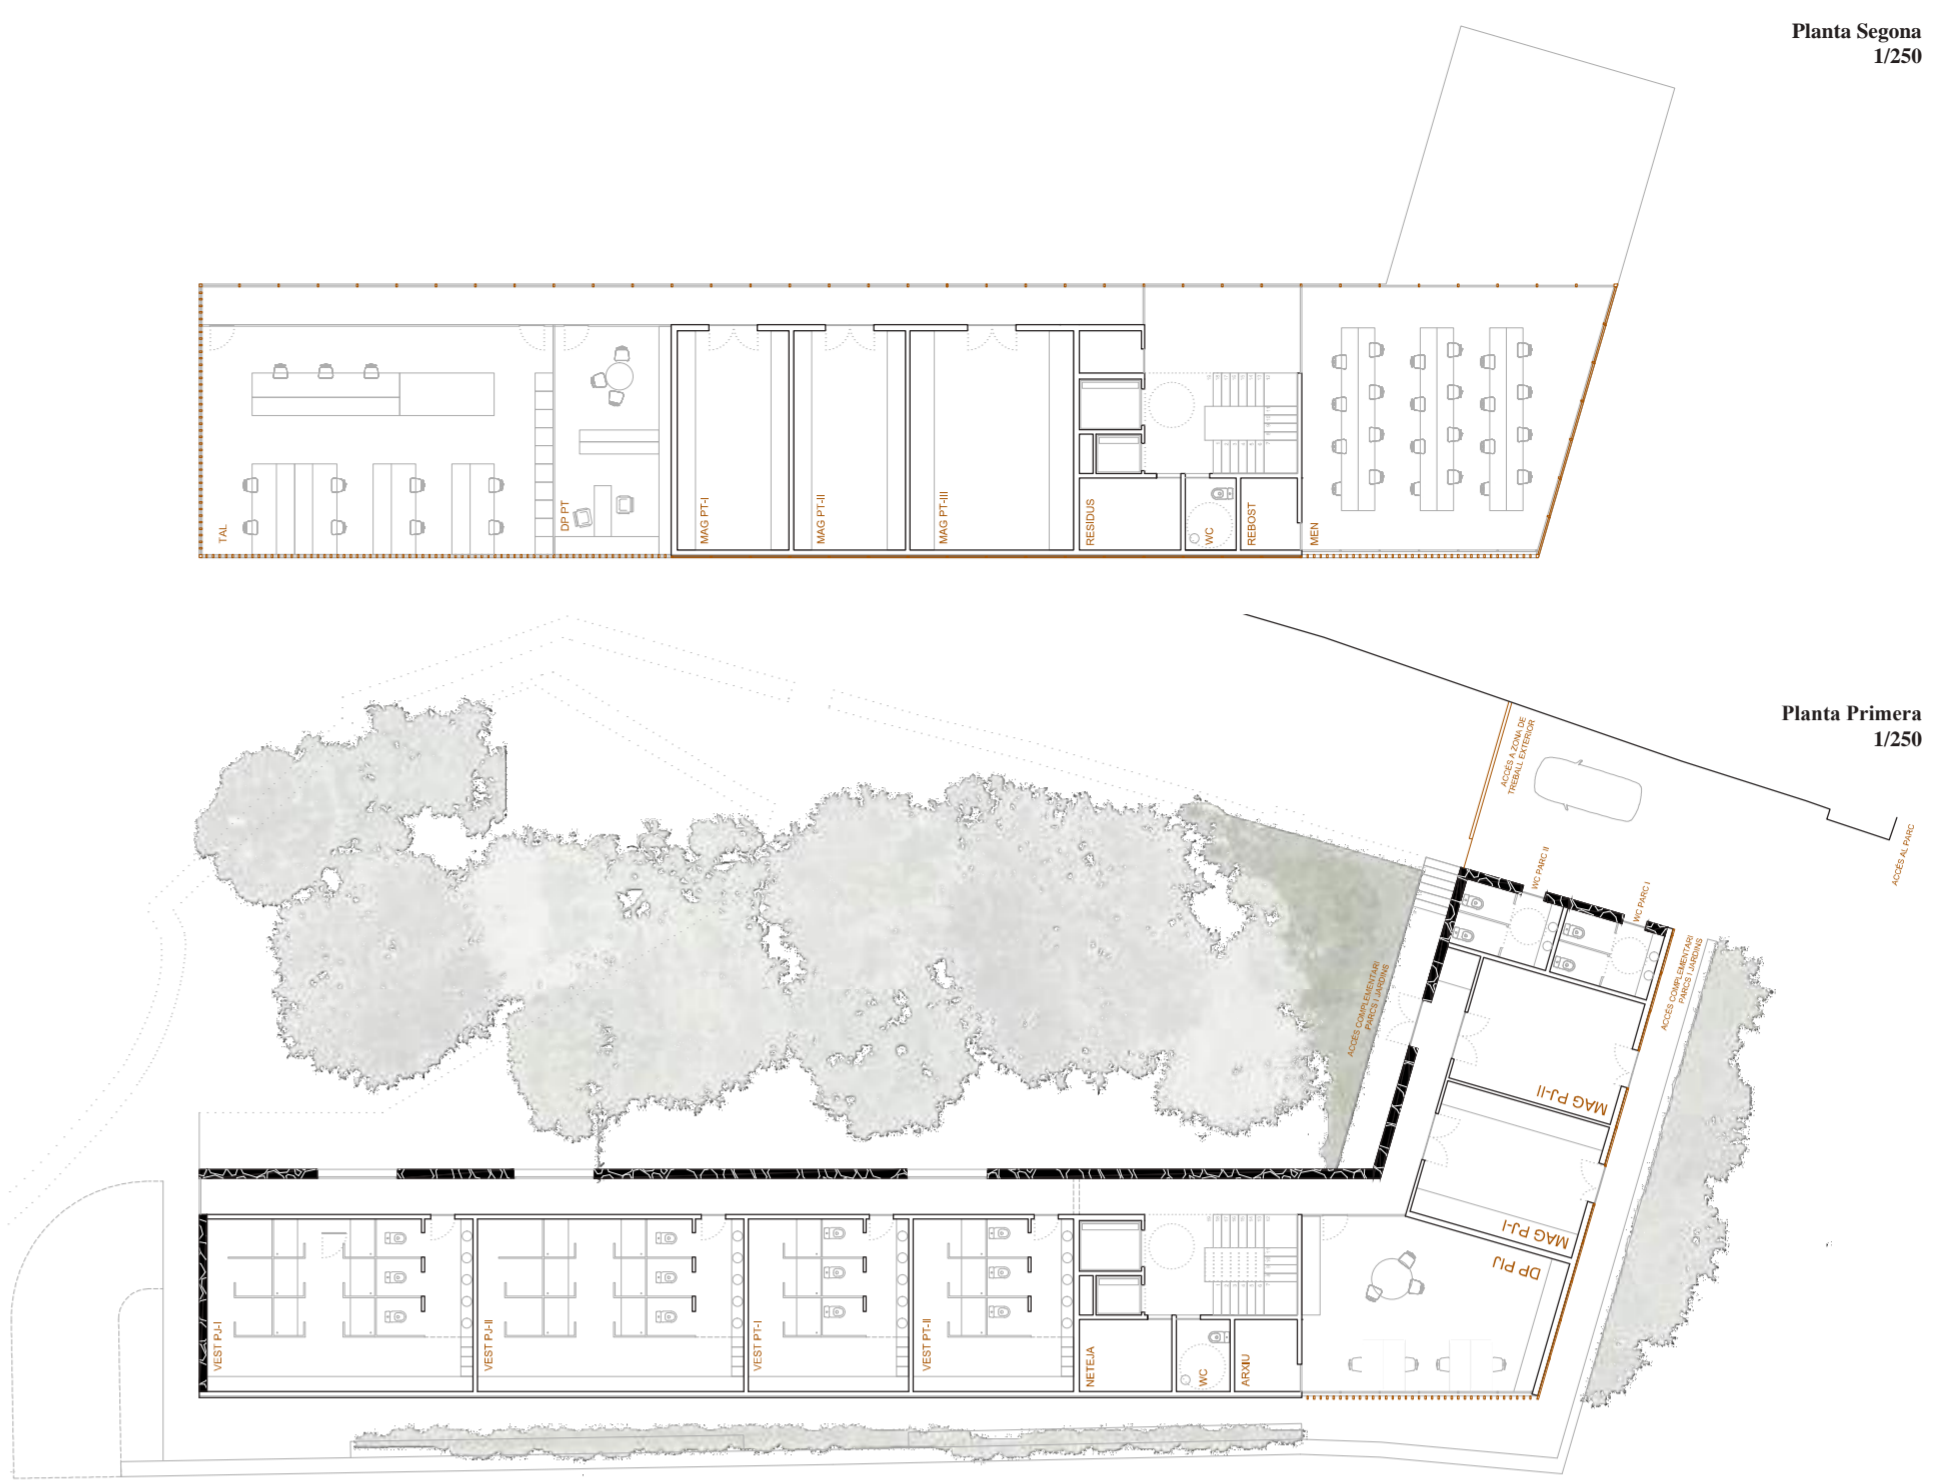 Planta Segona
1/250
TAL
DP PT
MAG PT-I
MAG PT-II
MAG PT-III
RESIDUS
WC
REBOST
MEN
Planta Primera
1/250
ACCÉS A ZONA DE
TREBALL EXTERIOR
ACCÉS AL PARC
WC PARC II
WC PARC I
ACCÉS COMPLEMENTARI
PARCS I JARDINS
ACCÉS COMPLEMENTARI
PARCS I JARDINS
MAG PJ-II
MAG PJ-I
DP PIJ
VEST PJ-I
VEST PJ-II
VEST PT-I
VEST PT-II
NETEJA
WC
ARXIU